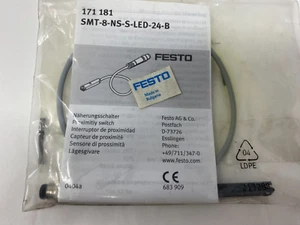 171 181
SMT-8-NS-S-LED-24-B
FESTO
FESTO
Made in
Bulgaria
Näherungsschalter
Proximity switch
Interruptor de proximidad
Capteur de proximité
Sensore di prossimità
Lägesgivare
Festo AG & Co.
Postfach
D-73726
Esslingen
Phone:
+49/711/347-0
www.festo.com
0404a
683 909
04
LDPE